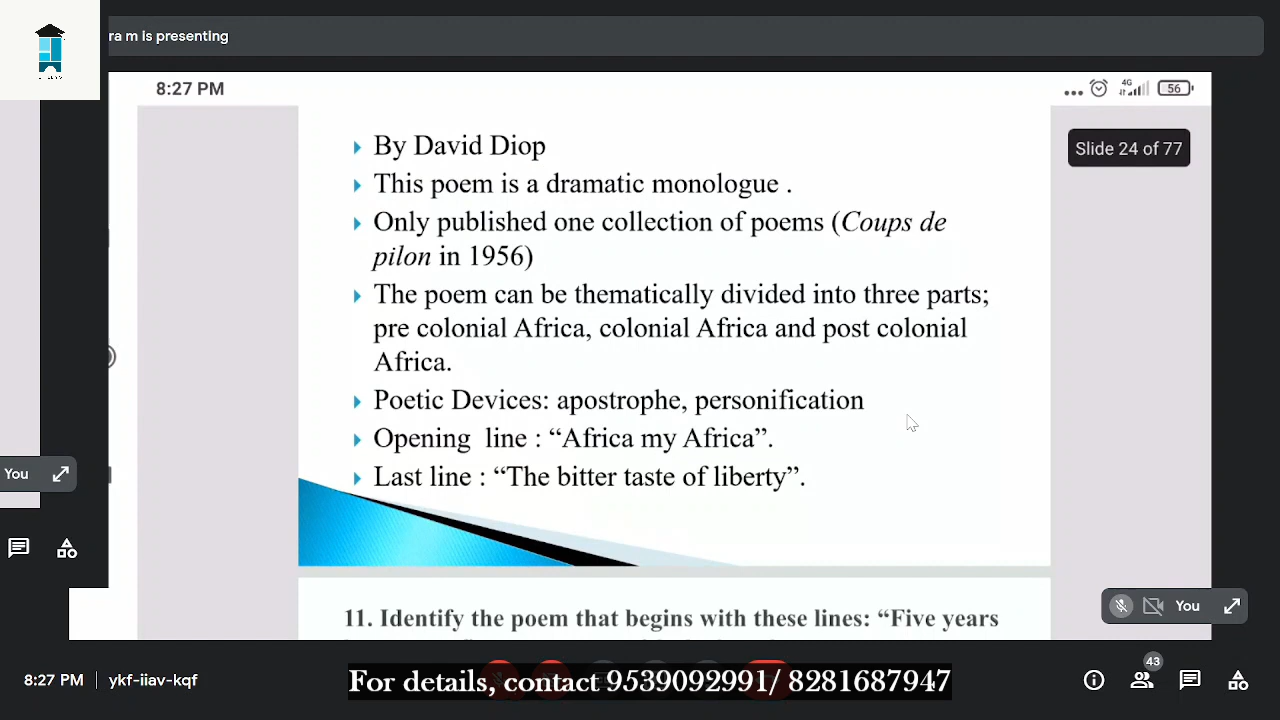 ra m is presenting
8:27 PM
4G
56
Slide 24 of 77
By David Diop
This poem is a dramatic monologue .
Only published one collection of poems (Coups de
pilon in 1956)
The poem can be thematically divided into three parts;
pre colonial Africa, colonial Africa and post colonial
Africa.
Poetic Devices: apostrophe, personification
Opening line : “Africa my Africa”.
Last line : “The bitter taste of liberty”.
You
11. Identify the poem that begins with these lines: “Five years
You
8:27 PM | ykf-iiav-kqf
For details, contact 9539092991/ 8281687947
43